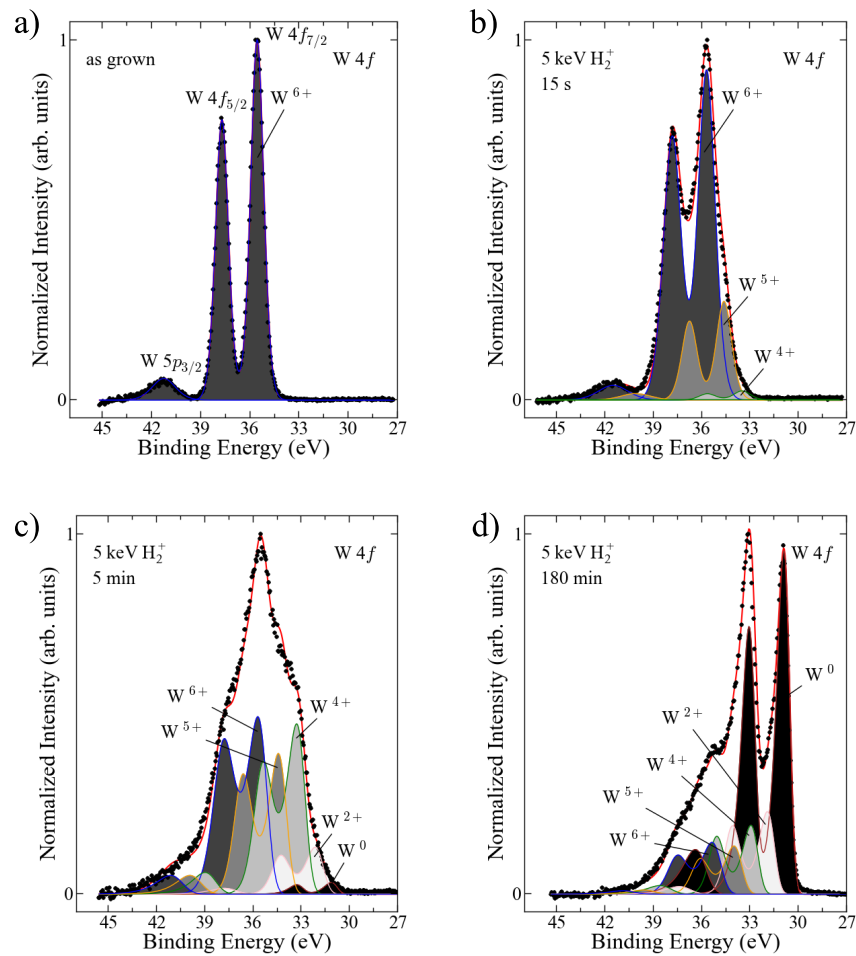 a)
W 4f₇/₂
as grown
W 4f
W 4f₅/₂
W ⁶⁺
W 5p₃/₂
1
0
Normalized Intensity (arb. units)
45 42 39 36 33 30 27
Binding Energy (eV)
b)
5 keV H₂⁺
15 s
W 4f
W ⁶⁺
W ⁵⁺
W ⁴⁺
1
0
Normalized Intensity (arb. units)
45 42 39 36 33 30 27
Binding Energy (eV)
c)
5 keV H₂⁺
5 min
W 4f
W ⁶⁺
W ⁵⁺
W ⁴⁺
W ²⁺
W ⁰
1
0
Normalized Intensity (arb. units)
45 42 39 36 33 30 27
Binding Energy (eV)
d)
5 keV H₂⁺
180 min
W 4f
W ⁰
W ²⁺
W ⁴⁺
W ⁵⁺
W ⁶⁺
1
0
Normalized Intensity (arb. units)
45 42 39 36 33 30 27
Binding Energy (eV)